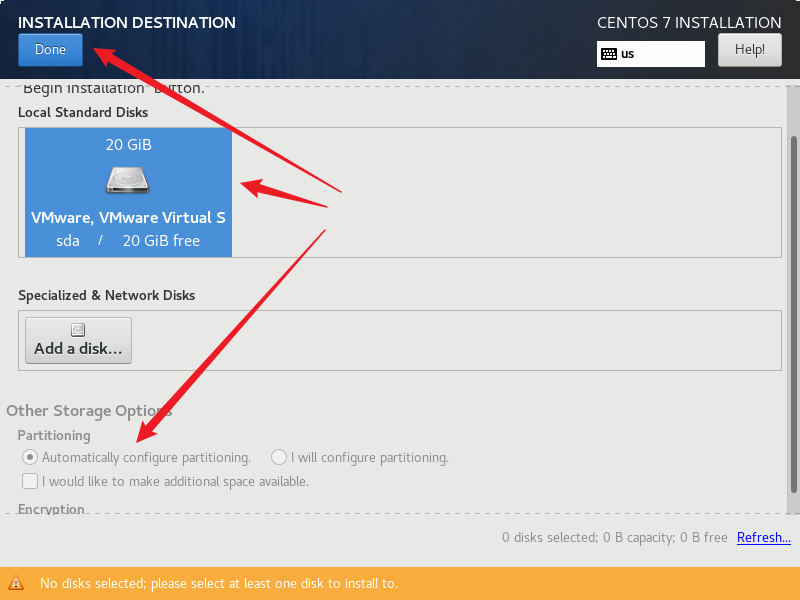 INSTALLATION DESTINATION
CENTOS 7 INSTALLATION
Done
us
Help!
"Begin Installation" button.
Local Standard Disks
20 GiB
VMware, VMware Virtual S
sda / 20 GiB free
Specialized & Network Disks
Add a disk...
Other Storage Options
Partitioning
Automatically configure partitioning. I will configure partitioning.
I would like to make additional space available.
Encryption
0 disks selected; 0 B capacity; 0 B free Refresh...
No disks selected; please select at least one disk to install to.